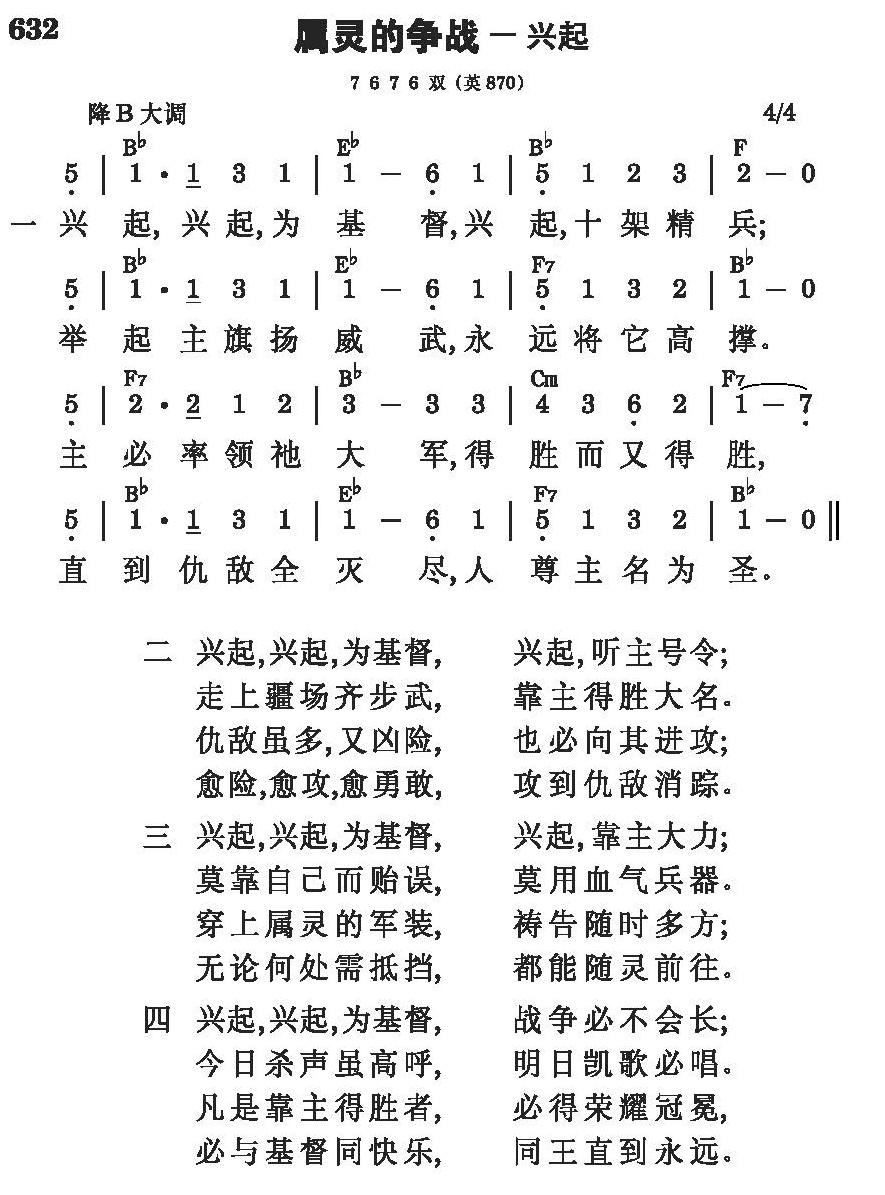 632
属灵的争战－兴起
7 6 7 6 双（英870）
降B大调 4/4
B♭ E♭ B♭ F
5̣ | 1 · 1̲ 3 1 | 1 － 6̣ 1 | 5̣ 1 2 3 | 2 － 0
一 兴 起, 兴 起, 为 基 督, 兴 起, 十 架 精 兵;
B♭ E♭ F7 B♭
5̣ | 1 · 1̲ 3 1 | 1 － 6̣ 1 | 5̣ 1 3 2 | 1 － 0
举 起 主 旗 扬 威 武, 永 远 将 它 高 撑。
F7 B♭ Cm F7
5̣ | 2 · 2̲ 1 2 | 3 － 3 3 | 4 3 6̣ 2 | 1 － 7̣
主 必 率 领 祂 大 军, 得 胜 而 又 得 胜,
B♭ E♭ F7 B♭
5̣ | 1 · 1̲ 3 1 | 1 － 6̣ 1 | 5̣ 1 3 2 | 1 － 0 ‖
直 到 仇 敌 全 灭 尽, 人 尊 主 名 为 圣。
二 兴起,兴起,为基督, 兴起,听主号令;
走上疆场齐步武, 靠主得胜大名。
仇敌虽多,又凶险, 也必向其进攻;
愈险,愈攻,愈勇敢, 攻到仇敌消踪。
三 兴起,兴起,为基督, 兴起,靠主大力;
莫靠自己而贻误, 莫用血气兵器。
穿上属灵的军装, 祷告随时多方;
无论何处需抵挡, 都能随灵前往。
四 兴起,兴起,为基督, 战争必不会长;
今日杀声虽高呼, 明日凯歌必唱。
凡是靠主得胜者, 必得荣耀冠冕,
必与基督同快乐, 同王直到永远。